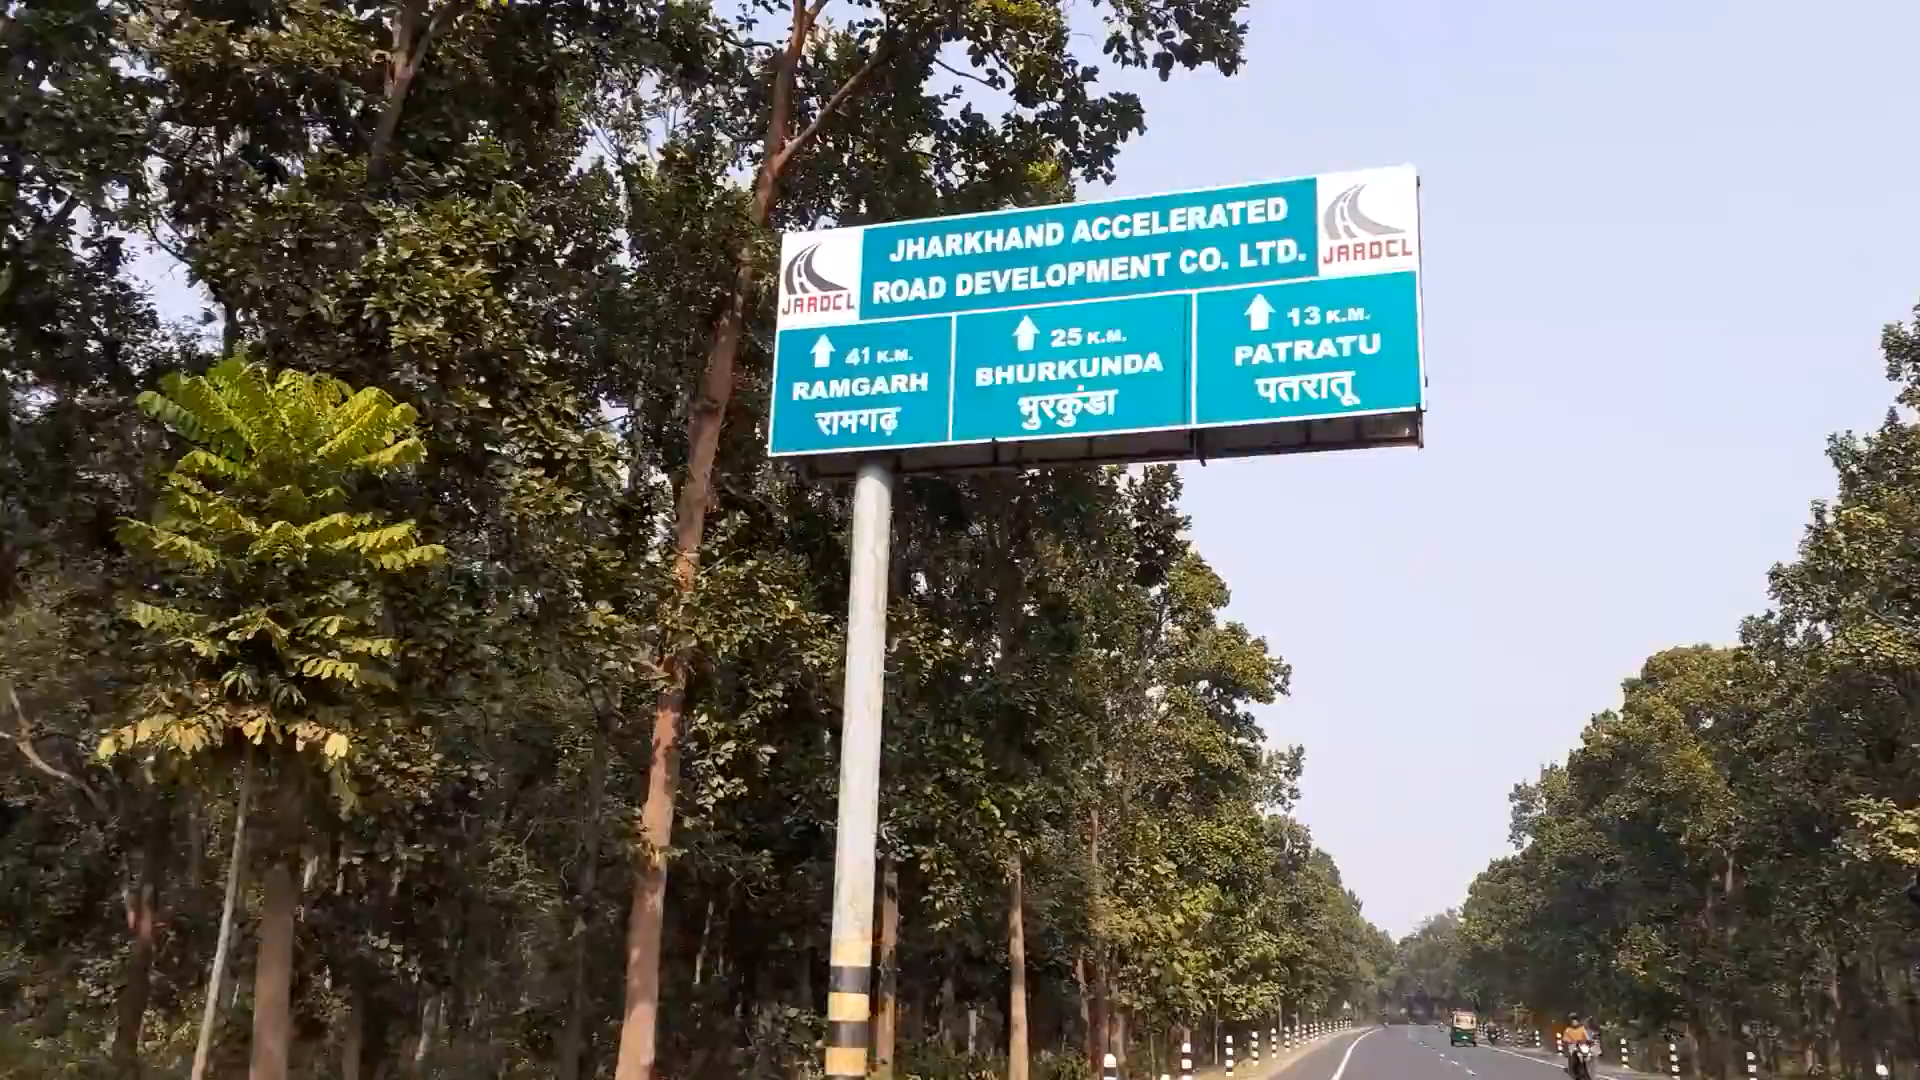 JHARKHAND ACCELERATED
ROAD DEVELOPMENT CO. LTD.
JARDCL
JARDCL
41 K.M.
RAMGARH
रामगढ़
25 K.M.
BHURKUNDA
भुरकुंडा
13 K.M.
PATRATU
पतरातू